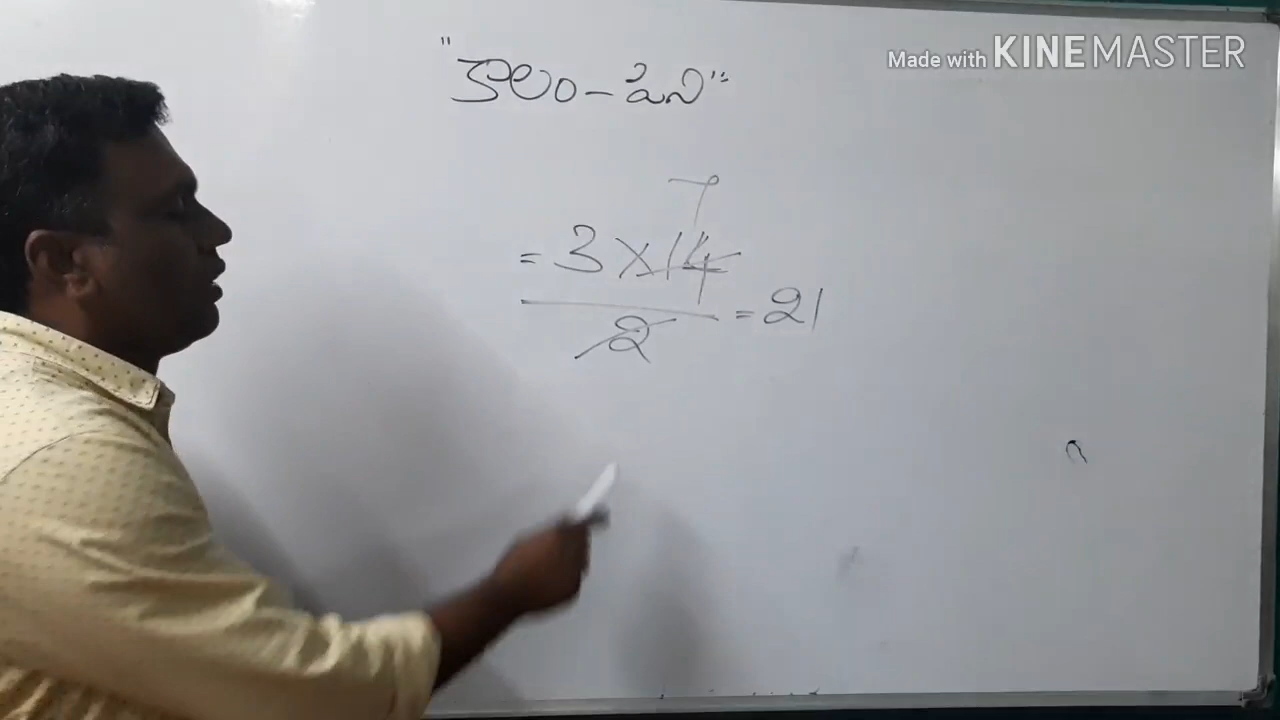 Made with KINEMASTER
"కాలం-పని"
7
= 3 X 14
2
= 21